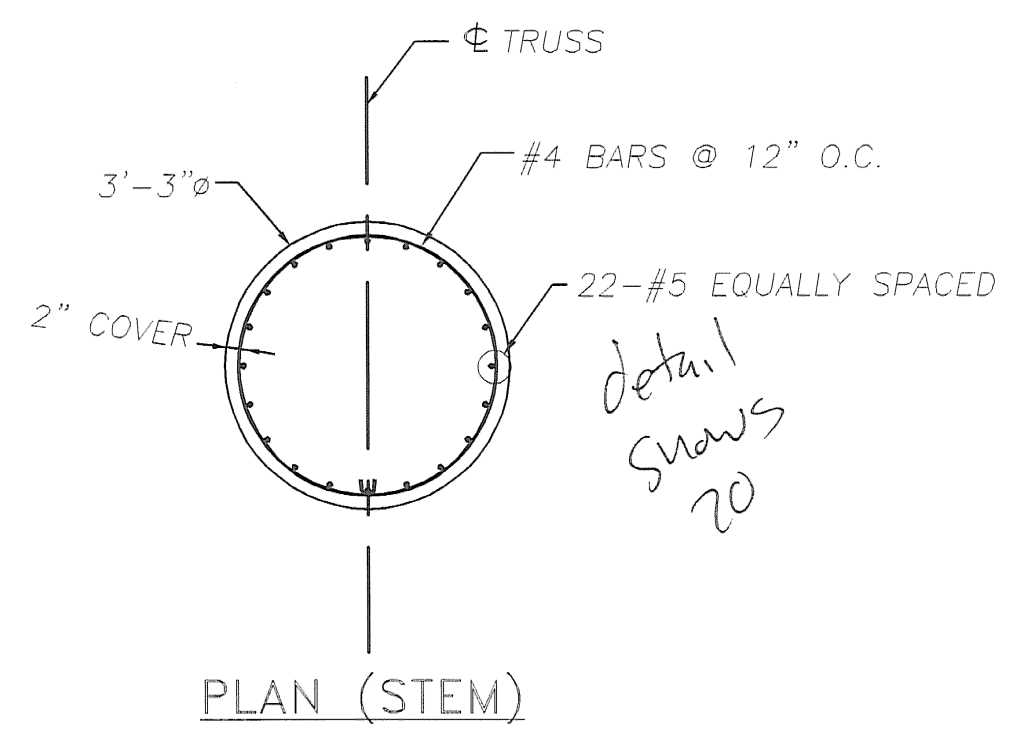 ℄ TRUSS
#4 BARS @ 12" O.C.
3'-3"ø
22-#5 EQUALLY SPACED
2" COVER
detail
shows
20
W
PLAN (STEM)